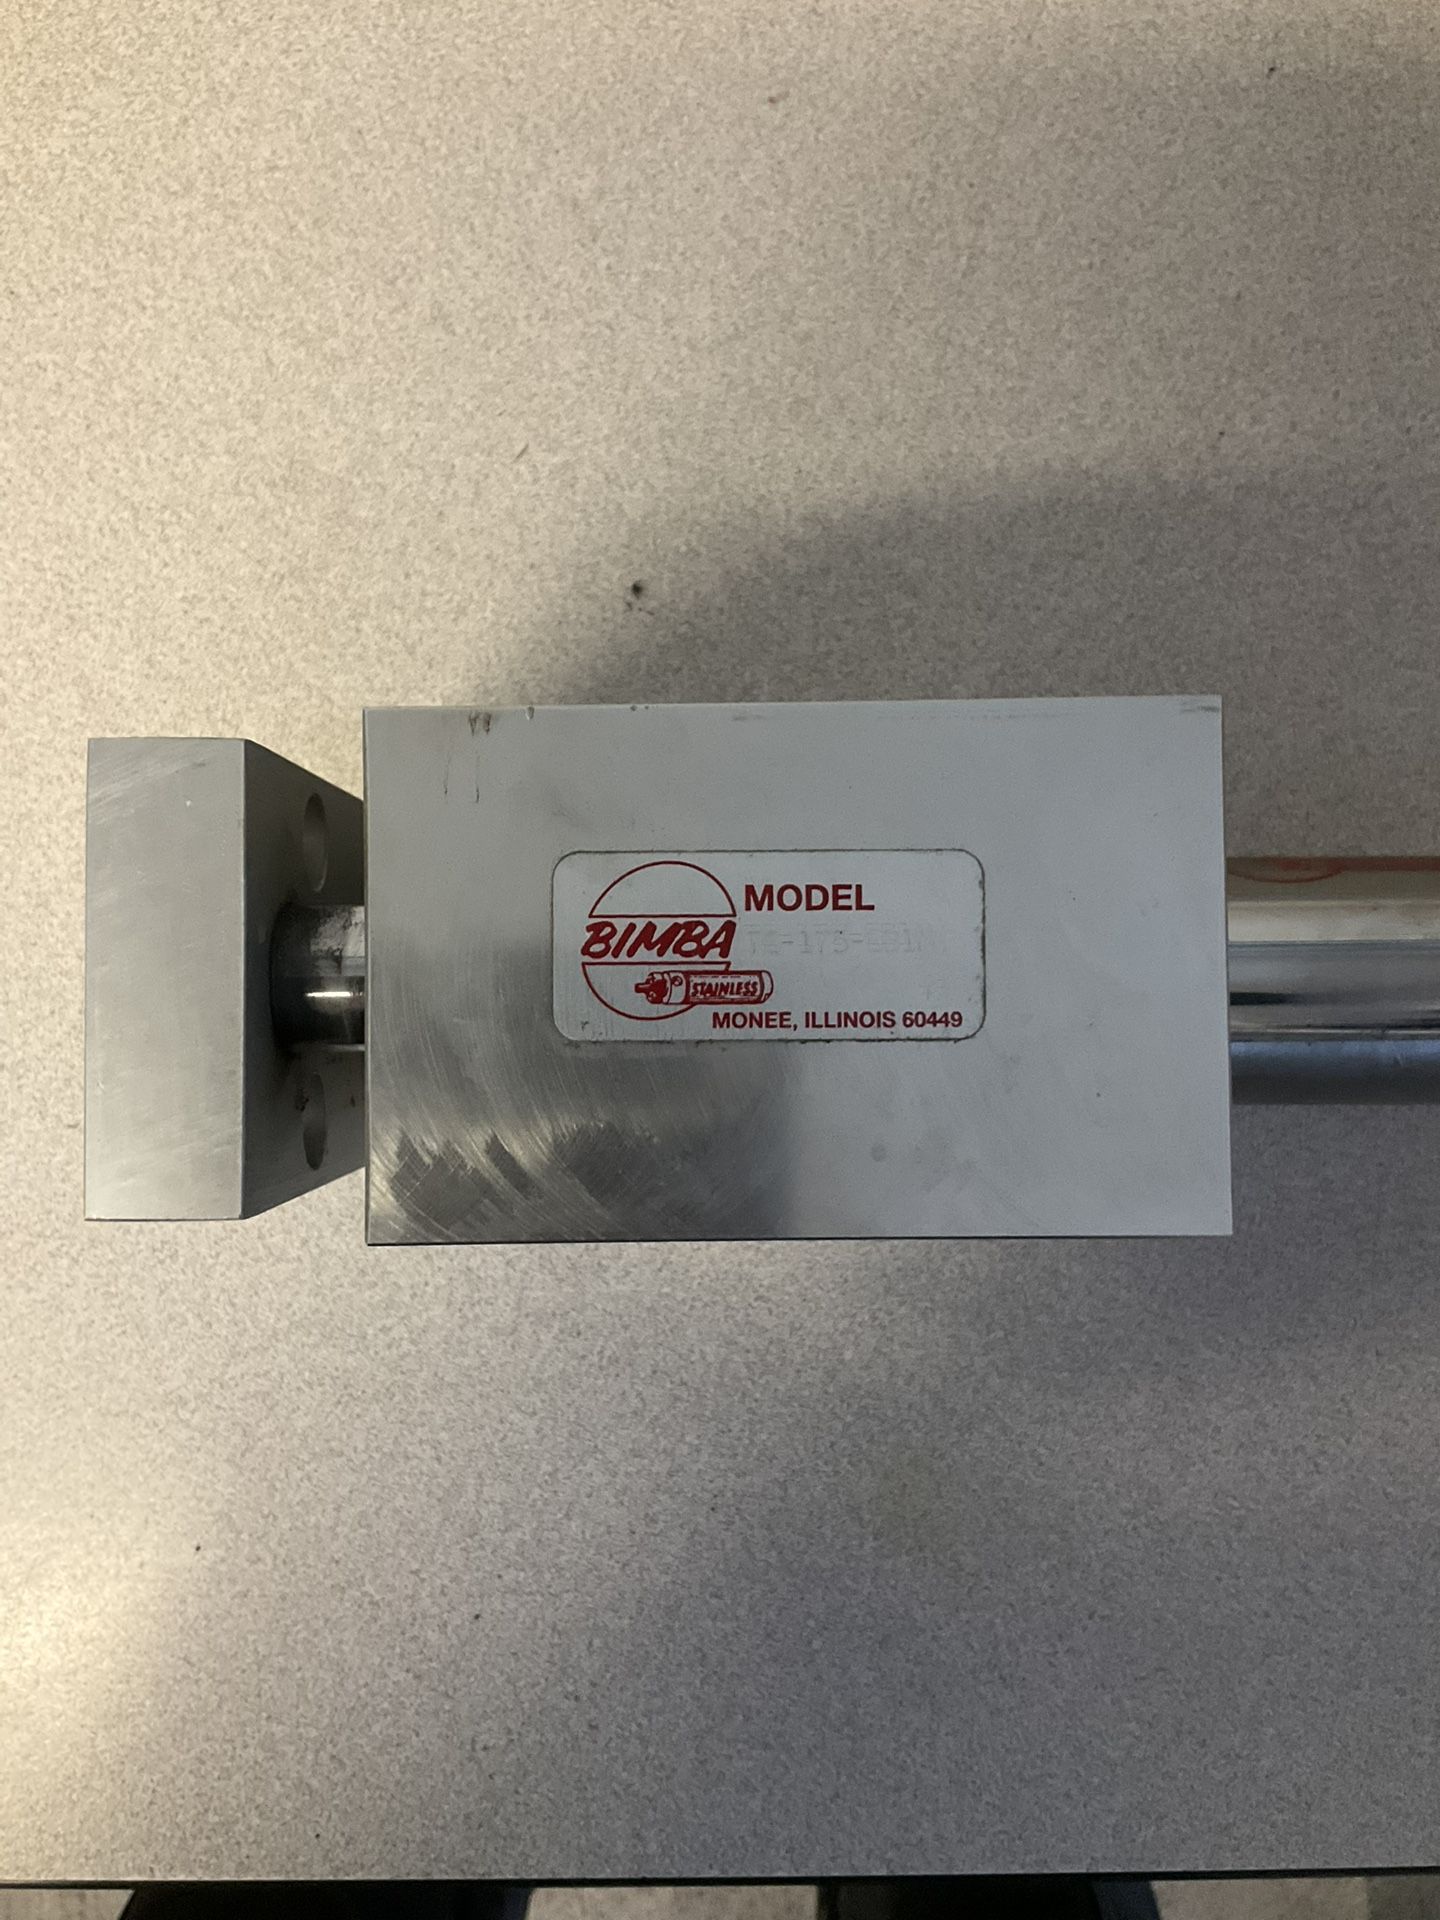 MODEL
BIMBA
STAINLESS
MONEE, ILLINOIS 60449